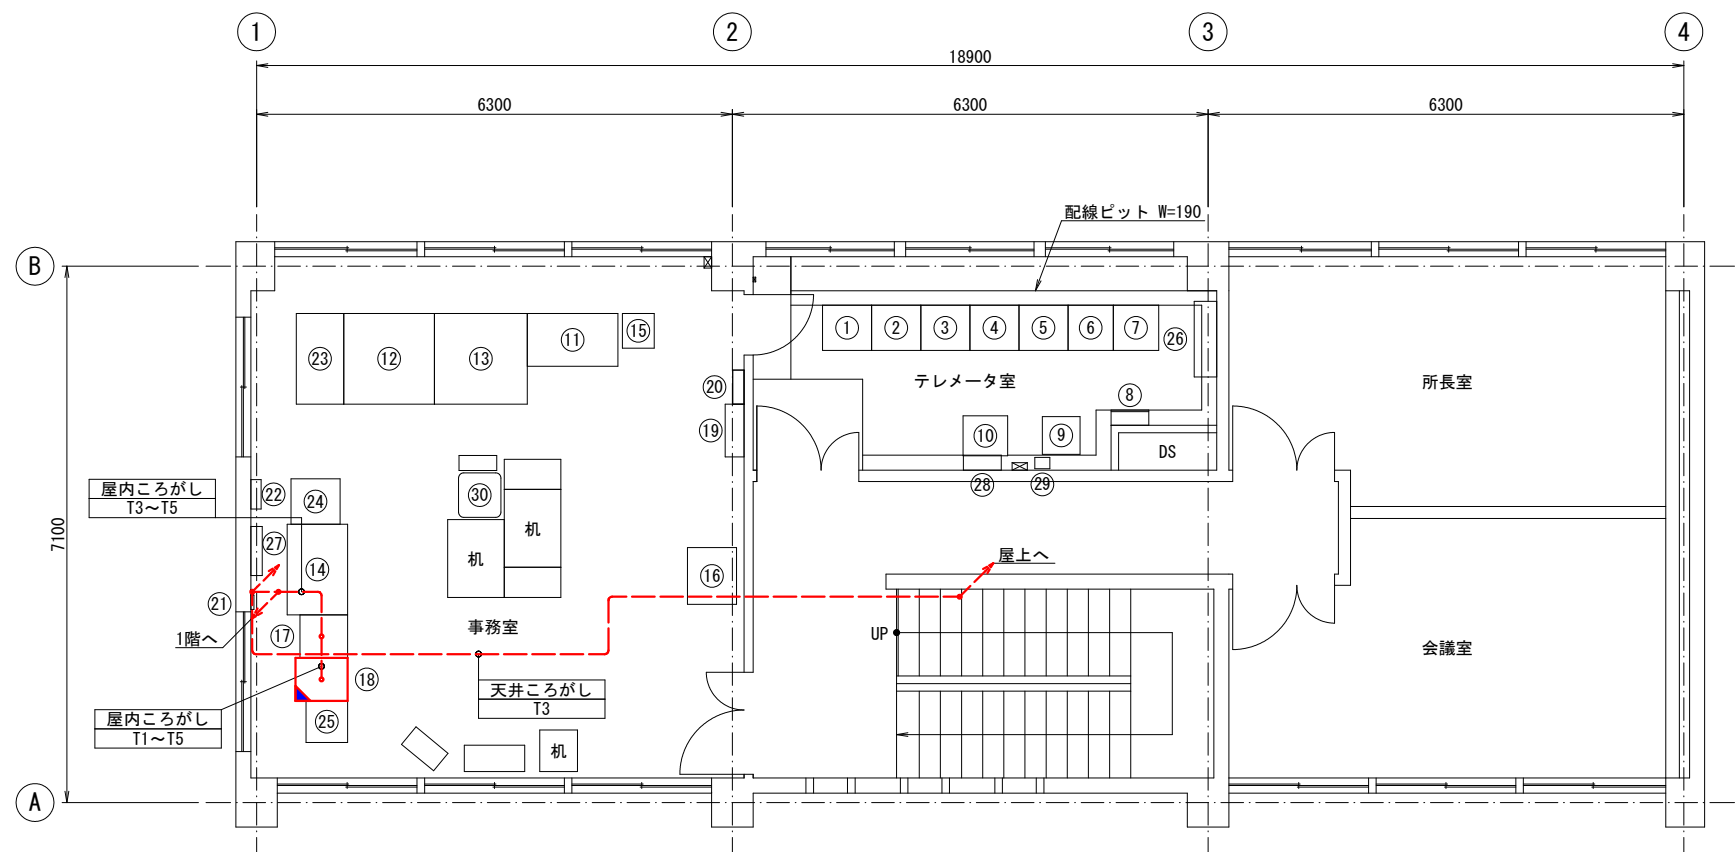 1 2 3 4
18900
6300 6300 6300
配線ピット W=190
B
① ② ③ ④ ⑤ ⑥ ⑦ ㉖
⑮
⑪
㉓ ⑫ ⑬
テレメータ室
所長室
⑳
⑧
⑲
⑩ ⑨
DS
㉘ ㉙
屋内ころがし
T3～T5
㉒ ㉔
㉚
机
7100
㉗
⑭
机
⑯
屋上へ
㉑
1階へ
⑰
事務室
UP
会議室
⑱
天井ころがし
T3
屋内ころがし
T1～T5
㉕
机
A